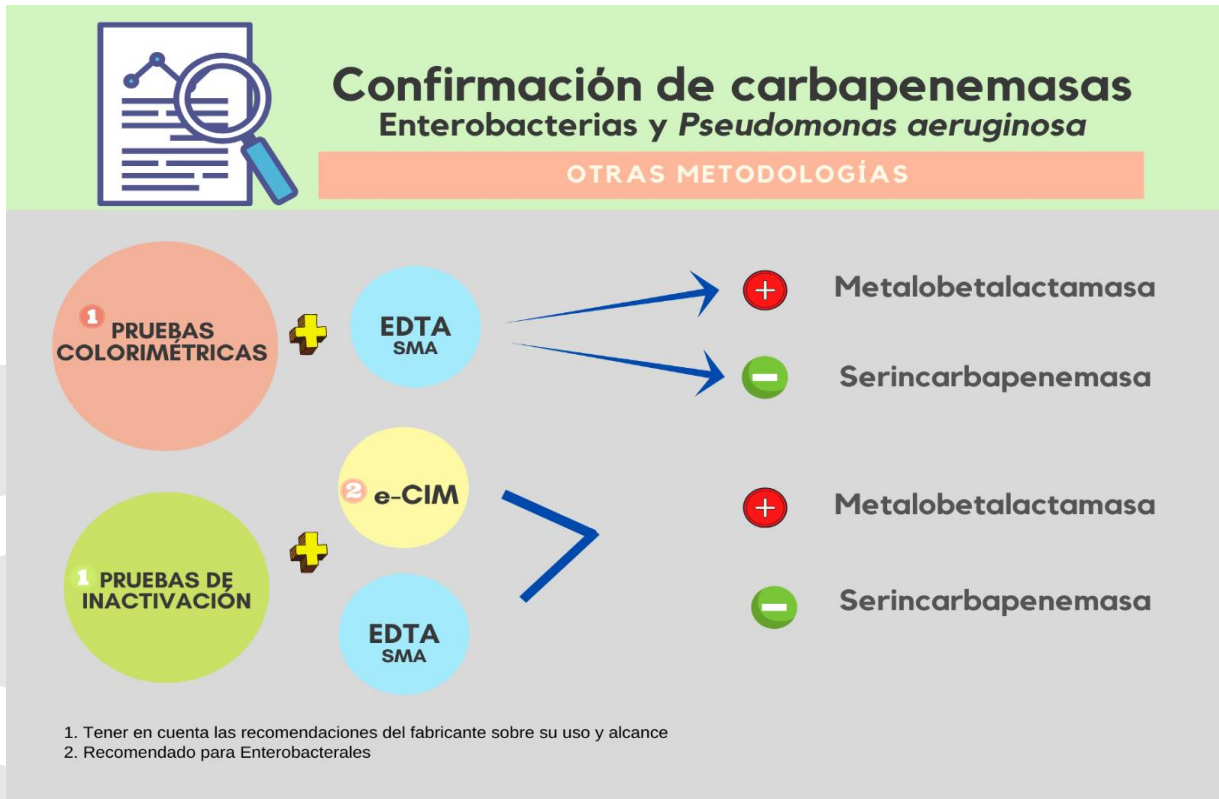 Confirmación de carbapenemasas
Enterobacterias y Pseudomonas aeruginosa
OTRAS METODOLOGÍAS
1 PRUEBAS
COLORIMÉTRICAS
EDTA
SMA
Metalobetalactamasa
Serincarbapenemasa
1 PRUEBAS DE
INACTIVACIÓN
2 e-CIM
EDTA
SMA
Metalobetalactamasa
Serincarbapenemasa
1. Tener en cuenta las recomendaciones del fabricante sobre su uso y alcance
2. Recomendado para Enterobacterales